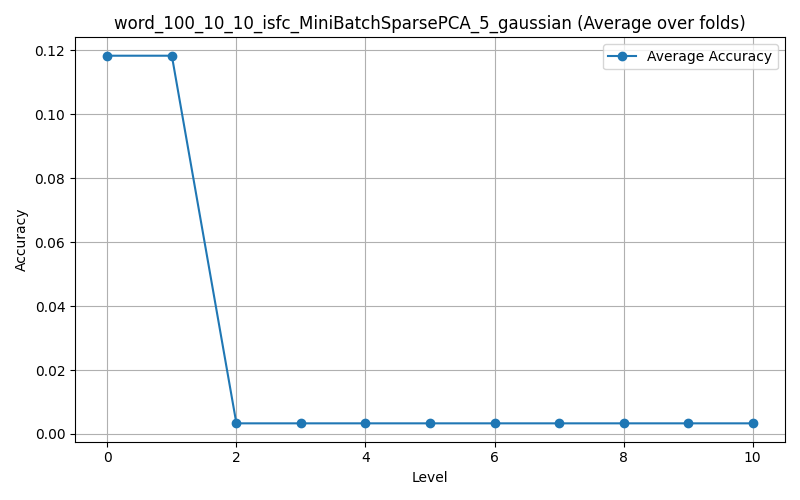 word_100_10_10_isfc_MiniBatchSparsePCA_5_gaussian (Average over folds)
Average Accuracy
Accuracy
0.12
0.10
0.08
0.06
0.04
0.02
0.00
0 2 4 6 8 10
Level